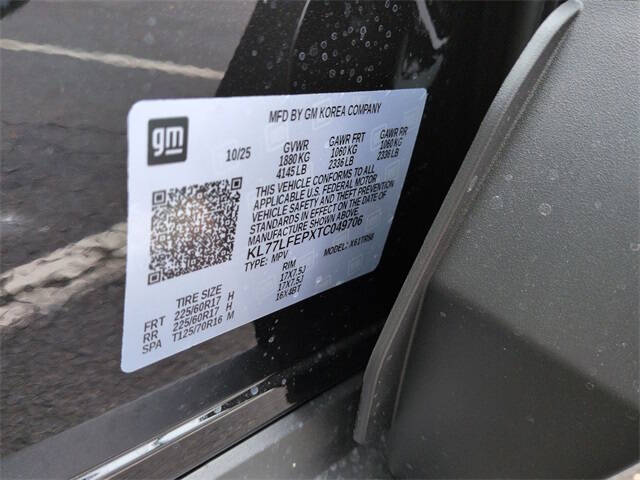 gm
MFD BY GM KOREA COMPANY
10/25
GVWR GAWR FRT GAWR RR
1880 KG 1060 KG 1060 KG
4145 LB 2336 LB 2336 LB
THIS VEHICLE CONFORMS TO ALL
APPLICABLE U.S. FEDERAL MOTOR
VEHICLE SAFETY AND THEFT PREVENTION
STANDARDS IN EFFECT ON THE DATE OF
MANUFACTURE SHOWN ABOVE.
KL77LFEPXTC049706
TYPE: MPV MODEL:
TIRE SIZE RIM
FRT 225/60R17 H 17X7.5J
RR 225/60R17 H 17X7.5J
SPA T125/70R16 M 16X4BT